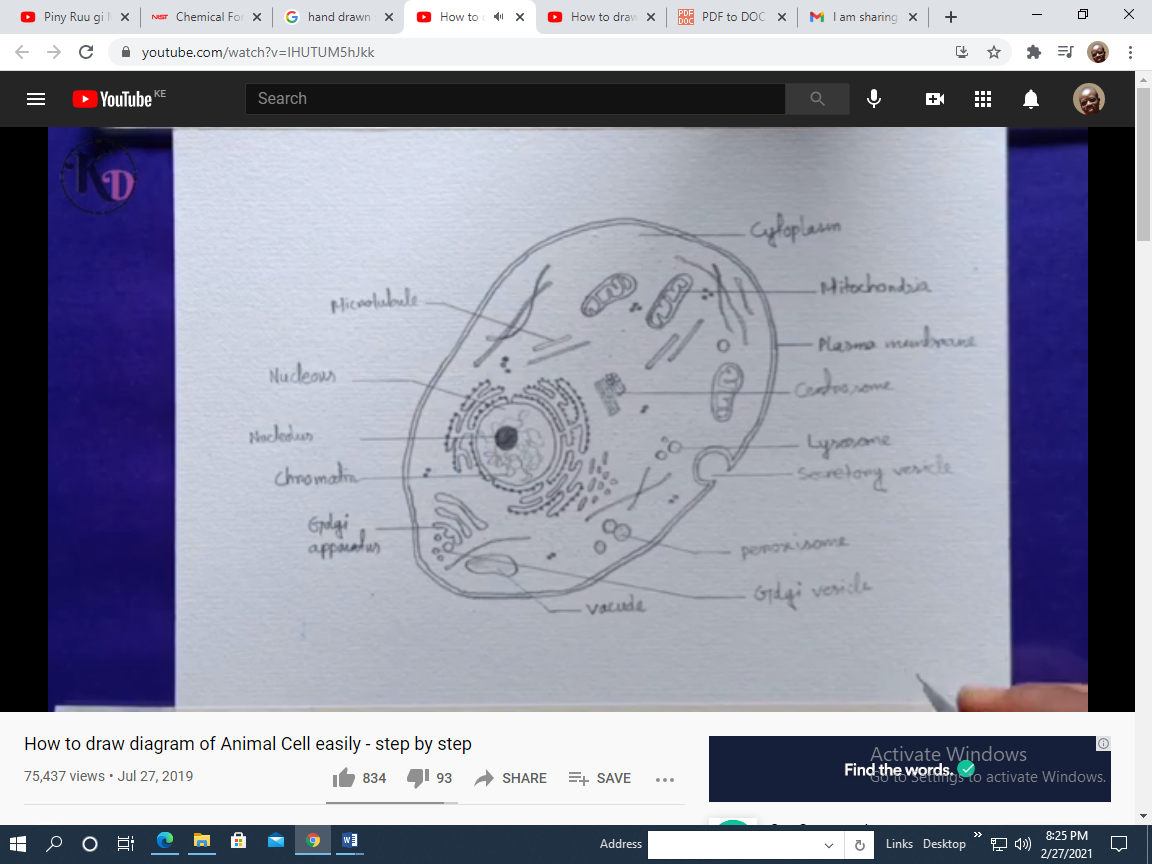 Piny Ruu gi
NIST
Chemical For
hand drawn
How to
How to draw
PDF
DOC
PDF to DOC
I am sharing
youtube.com/watch?v=IHUTUM5hJkk
YouTube KE
Search
KD
Cytoplasm
Microtubule
Mitochondria
Plasma membrane
Nucleous
Centrosome
Nucleolus
Lysosome
Chromatin
Secretory vesicle
Golgi
apparatus
peroxisome
Golgi vesicle
vacuole
How to draw diagram of Animal Cell easily - step by step
75,437 views • Jul 27, 2019
834
93
SHARE
SAVE
Find the words.
Activate Windows
Go to Settings to activate Windows.
Address
Links
Desktop
8:25 PM
2/27/2021